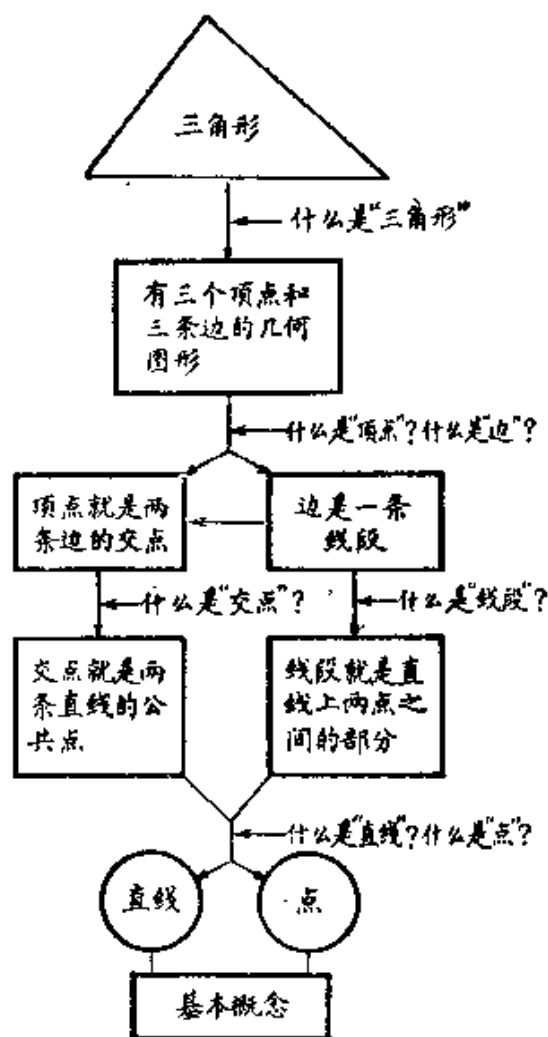 三角形
什么是“三角形”
有三个顶点和
三条边的几何
图形
什么是“顶点”?什么是“边”?
顶点就是两
条边的交点
边是一条
线段
什么是“交点”?
什么是“线段”?
交点就是两
条直线的公
共点
线段就是直
线上两点之
间的部分
什么是“直线”?什么是“点”?
直线
点
基本概念